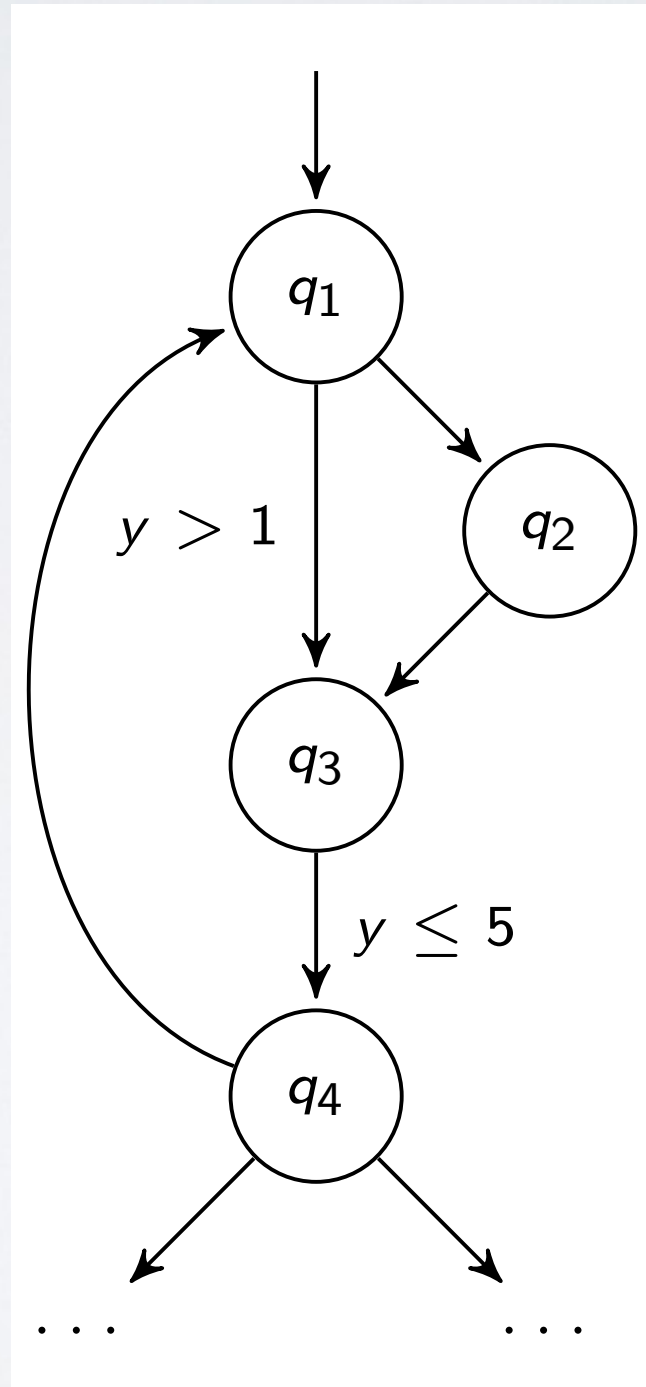 q₁
y > 1
q₂
q₃
y ≤ 5
q₄
. . .
. . .